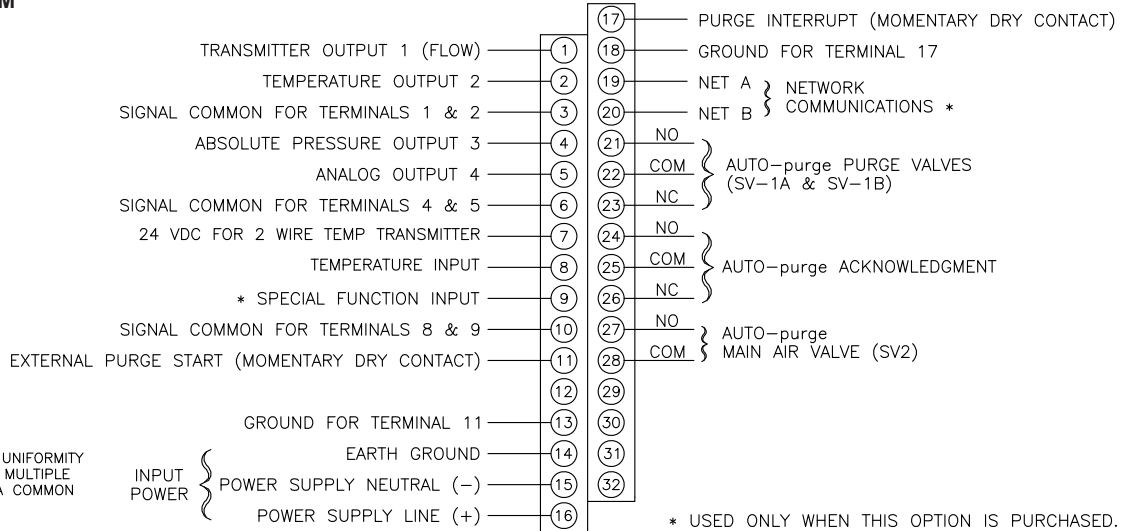 M
TRANSMITTER OUTPUT 1 (FLOW) 1
TEMPERATURE OUTPUT 2 2
SIGNAL COMMON FOR TERMINALS 1 & 2 3
ABSOLUTE PRESSURE OUTPUT 3 4
ANALOG OUTPUT 4 5
SIGNAL COMMON FOR TERMINALS 4 & 5 6
24 VDC FOR 2 WIRE TEMP TRANSMITTER 7
TEMPERATURE INPUT 8
* SPECIAL FUNCTION INPUT 9
SIGNAL COMMON FOR TERMINALS 8 & 9 10
EXTERNAL PURGE START (MOMENTARY DRY CONTACT) 11
12
GROUND FOR TERMINAL 11 13
EARTH GROUND 14
POWER SUPPLY NEUTRAL (-) 15
POWER SUPPLY LINE (+) 16
INPUT
POWER
UNIFORMITY
MULTIPLE
A COMMON
17 PURGE INTERRUPT (MOMENTARY DRY CONTACT)
18 GROUND FOR TERMINAL 17
19 NET A
20 NET B
NETWORK
COMMUNICATIONS *
21 NO
22 COM
23 NC
AUTO-purge PURGE VALVES
(SV-1A & SV-1B)
24 NO
25 COM
26 NC
AUTO-purge ACKNOWLEDGMENT
27 NO
28 COM
AUTO-purge
MAIN AIR VALVE (SV2)
29
30
31
32
* USED ONLY WHEN THIS OPTION IS PURCHASED.